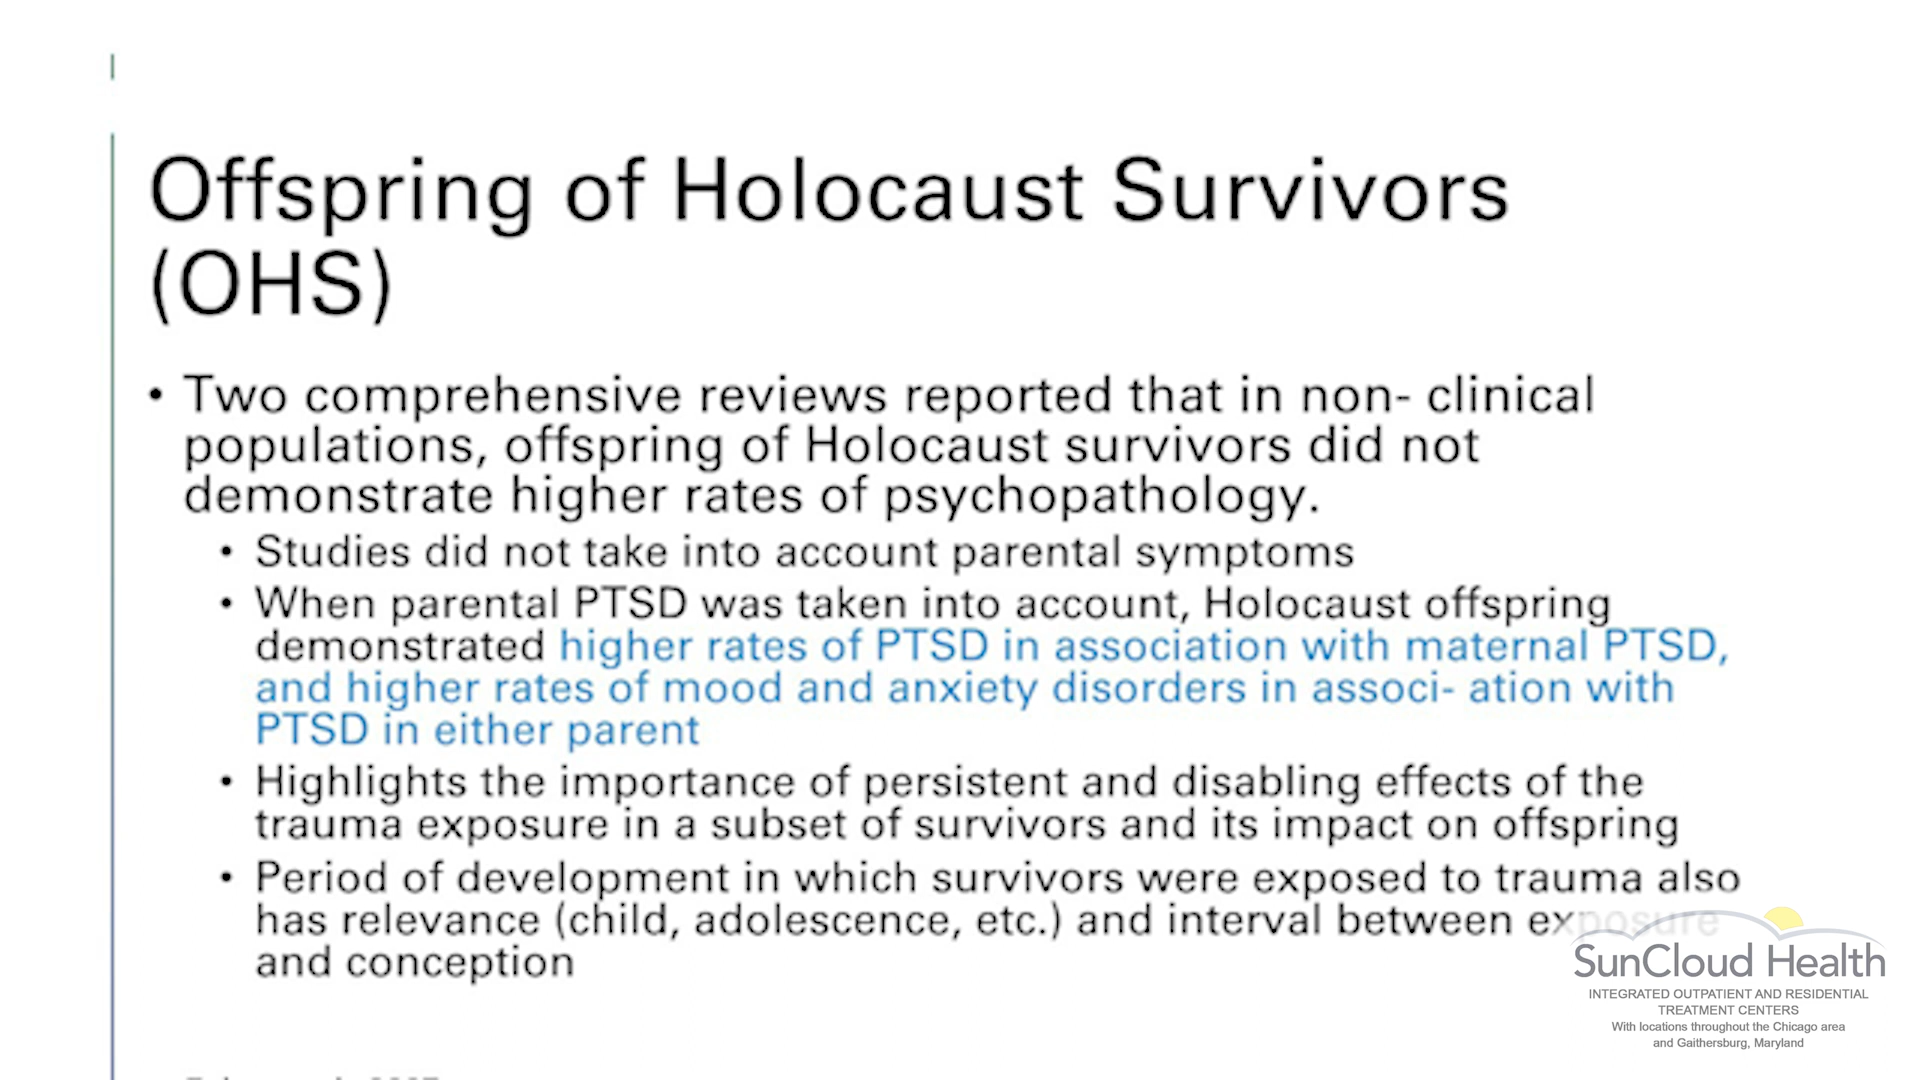 Offspring of Holocaust Survivors
(OHS)
• Two comprehensive reviews reported that in non- clinical
populations, offspring of Holocaust survivors did not
demonstrate higher rates of psychopathology.
• Studies did not take into account parental symptoms
• When parental PTSD was taken into account, Holocaust offspring
demonstrated higher rates of PTSD in association with maternal PTSD,
and higher rates of mood and anxiety disorders in associ- ation with
PTSD in either parent
• Highlights the importance of persistent and disabling effects of the
trauma exposure in a subset of survivors and its impact on offspring
• Period of development in which survivors were exposed to trauma also
has relevance (child, adolescence, etc.) and interval between exposure
and conception
SunCloud Health
INTEGRATED OUTPATIENT AND RESIDENTIAL
TREATMENT CENTERS
With locations throughout the Chicago area
and Gaithersburg, Maryland